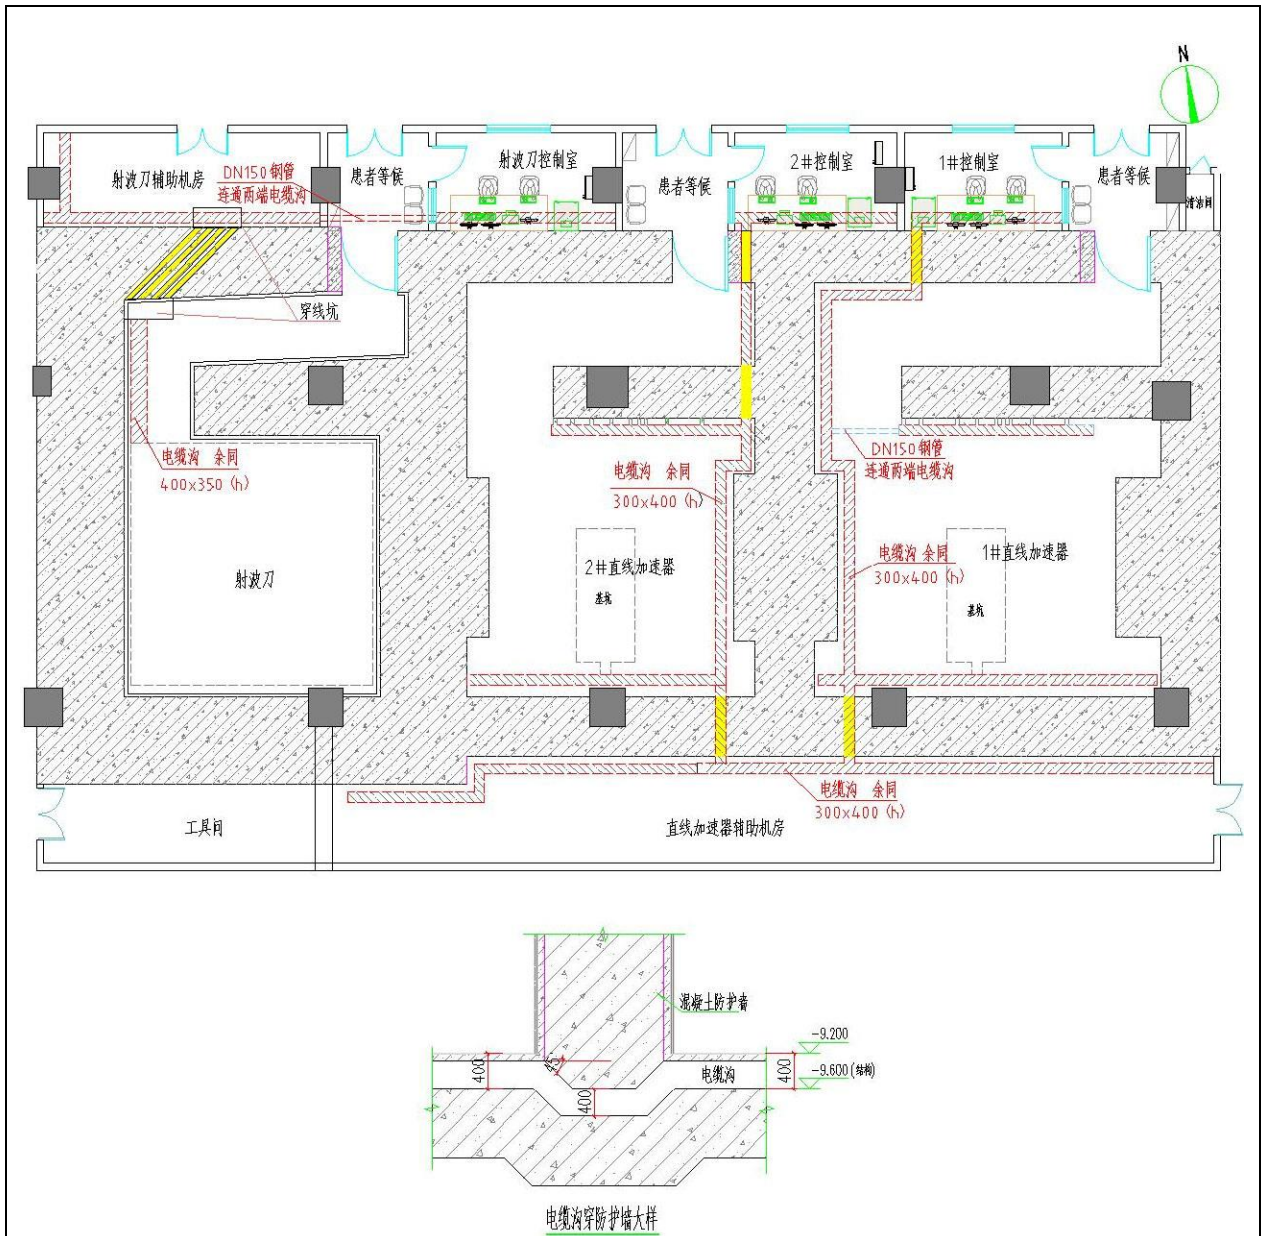 N
射波刀辅助机房
DN150钢管
连通两端电缆沟
患者等候
射波刀控制室
患者等候
2#控制室
1#控制室
患者等候
清洁间
穿线坑
电缆沟 余同
400x350 (h)
电缆沟 余同
300x400 (h)
DN150钢管
连通两端电缆沟
电缆沟 余同
300x400 (h)
射波刀
2#直线加速器
基坑
1#直线加速器
基坑
电缆沟 余同
300x400 (h)
工具间
直线加速器辅助机房
混凝土防护墙
-9.200
400
45°
电缆沟
400
-9.600(结构)
400
电缆沟穿防护墙大样